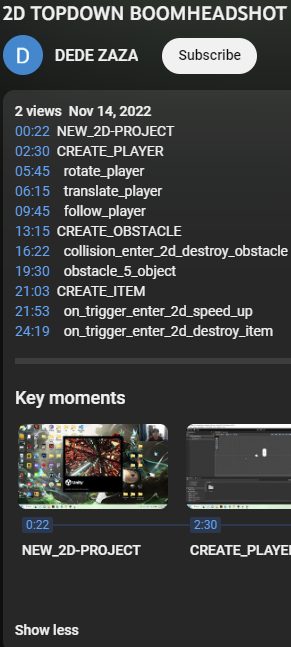 2D TOPDOWN BOOMHEADSHOT
D DEDE ZAZA Subscribe
2 views Nov 14, 2022
00:22 NEW_2D-PROJECT
02:30 CREATE_PLAYER
05:45 rotate_player
06:15 translate_player
09:45 follow_player
13:15 CREATE_OBSTACLE
16:22 collision_enter_2d_destroy_obstacle
19:30 obstacle_5_object
21:03 CREATE_ITEM
21:53 on_trigger_enter_2d_speed_up
24:19 on_trigger_enter_2d_destroy_item
Key moments
Unity
0:22 2:30
NEW_2D-PROJECT CREATE_PLAYE
Show less